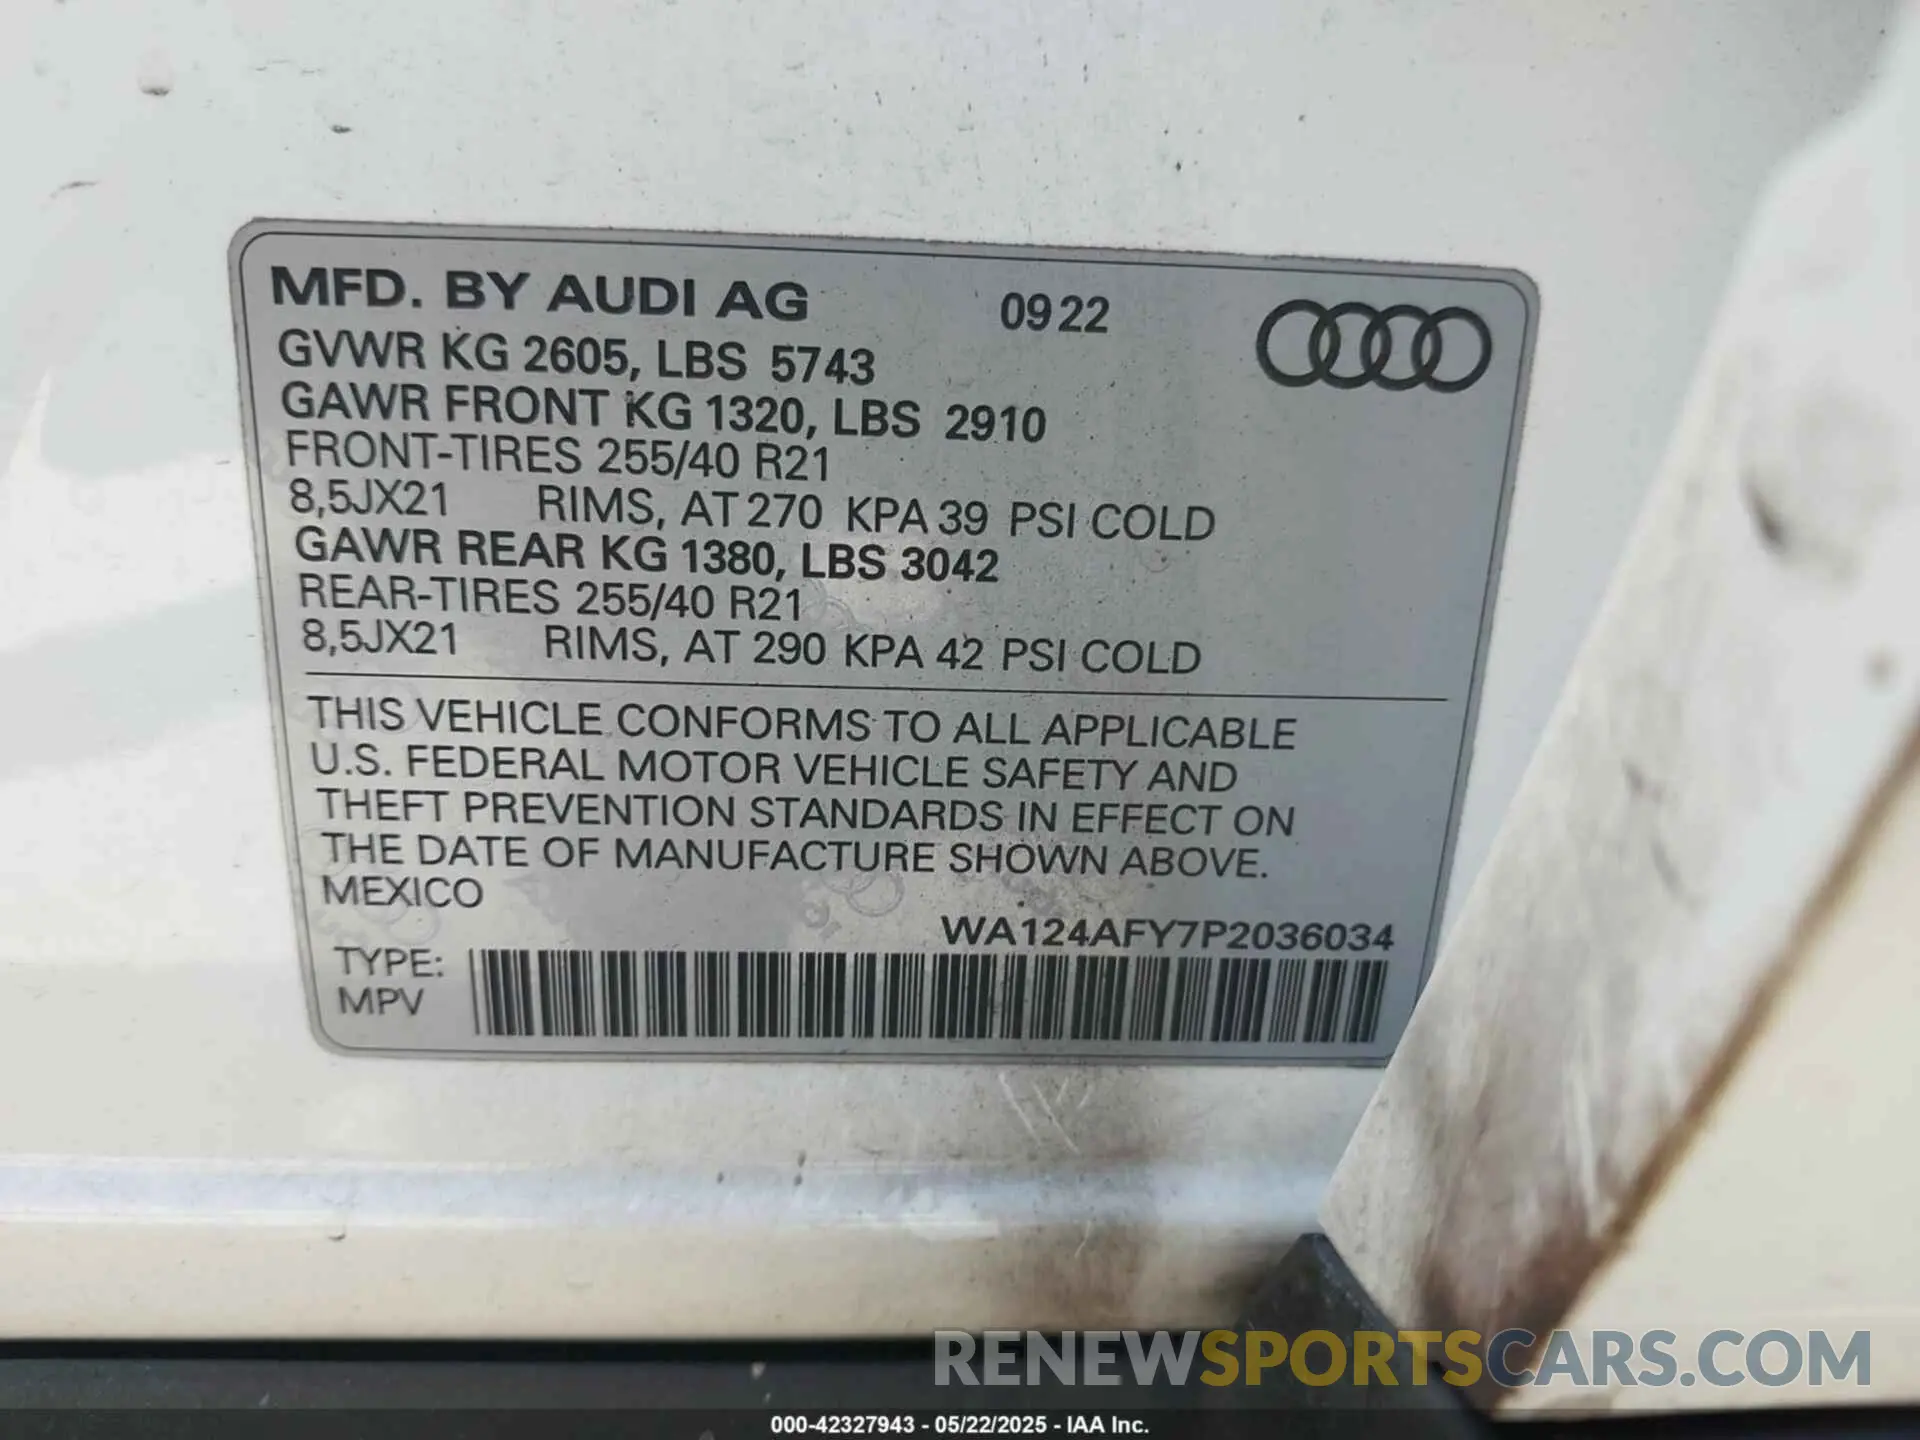 MFD. BY AUDI AG 09 22
GVWR KG 2605, LBS 5743
GAWR FRONT KG 1320, LBS 2910
FRONT-TIRES 255/40 R21
8,5JX21 RIMS, AT 270 KPA 39 PSI COLD
GAWR REAR KG 1380, LBS 3042
REAR-TIRES 255/40 R21
8,5JX21 RIMS, AT 290 KPA 42 PSI COLD
THIS VEHICLE CONFORMS TO ALL APPLICABLE
U.S. FEDERAL MOTOR VEHICLE SAFETY AND
THEFT PREVENTION STANDARDS IN EFFECT ON
THE DATE OF MANUFACTURE SHOWN ABOVE.
MEXICO
WA124AFY7P2036034
TYPE:
MPV
RENEWSPORTSCARS.COM
000-42327943 - 05/22/2025 - IAA Inc.